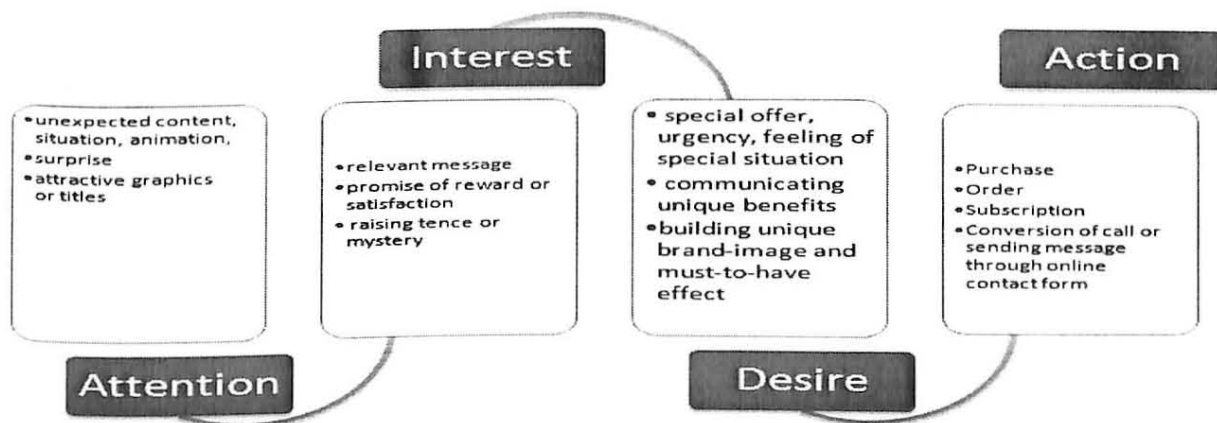 Attention
•unexpected content,
situation, animation,
•surprise
•attractive graphics
or titles
Interest
•relevant message
•promise of reward or
satisfaction
• raising tence or
mystery
Desire
• special offer,
urgency, feeling of
special situation
• communicating
unique benefits
•building unique
brand-image and
must-to-have
effect
Action
•Purchase
•Order
•Subscription
•Conversion of call or
sending message
through online
contact form